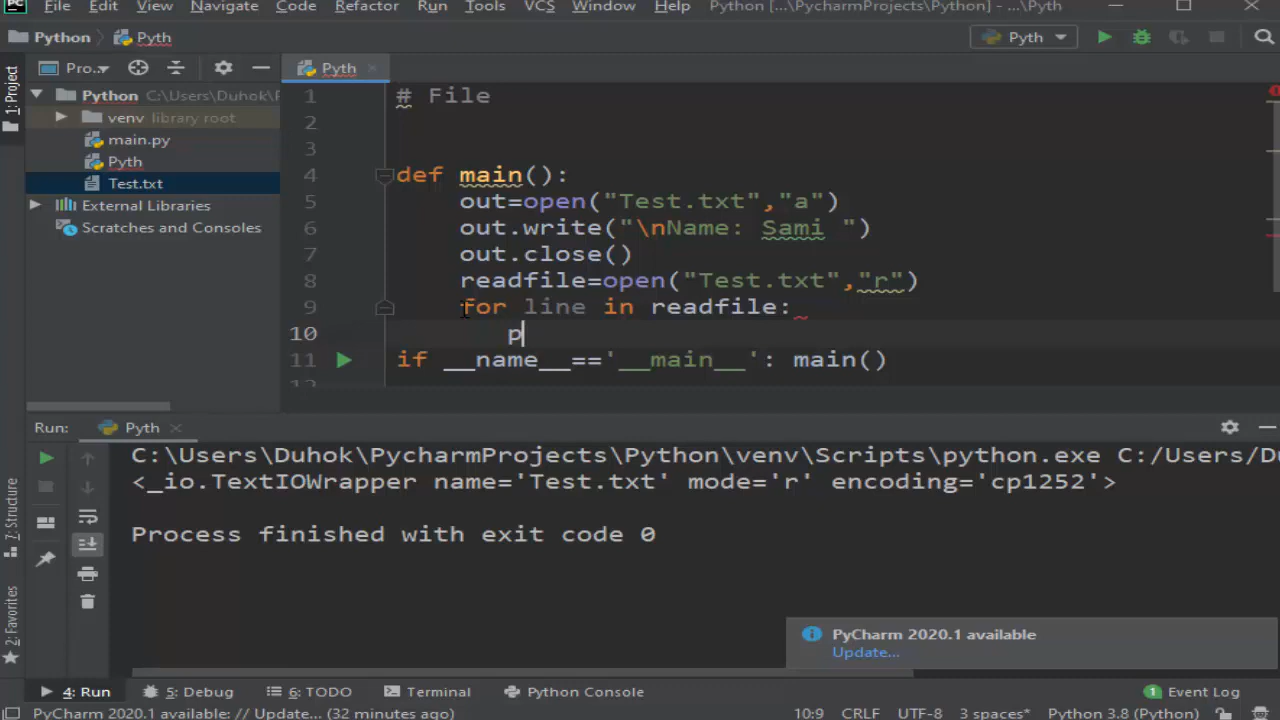 PC File Edit View Navigate Code Refactor Run Tools VCS Window Help Python [...\PycharmProjects\Python] - ...\Pyth
Python Pyth Pyth
1: Project Pro.. Pyth
Python C:\Users\Duhok\P
venv library root
main.py
Pyth
Test.txt
External Libraries
Scratches and Consoles
1 # File
2
3
4 def main():
5 out=open("Test.txt","a")
6 out.write("\nName: Sami ")
7 out.close()
8 readfile=open("Test.txt","r")
9 for line in readfile:
10 p
11 if __name__=='__main__': main()
12
Run: Pyth
C:\Users\Duhok\PycharmProjects\Python\venv\Scripts\python.exe C:/Users/Du
<_io.TextIOWrapper name='Test.txt' mode='r' encoding='cp1252'>
Process finished with exit code 0
7: Structure
2: Favorites
PyCharm 2020.1 available
Update...
4: Run 5: Debug 6: TODO Terminal Python Console 1 Event Log
PyCharm 2020.1 available: // Update... (32 minutes ago) 10:9 CRLF UTF-8 3 spaces* Python 3.8 (Python)